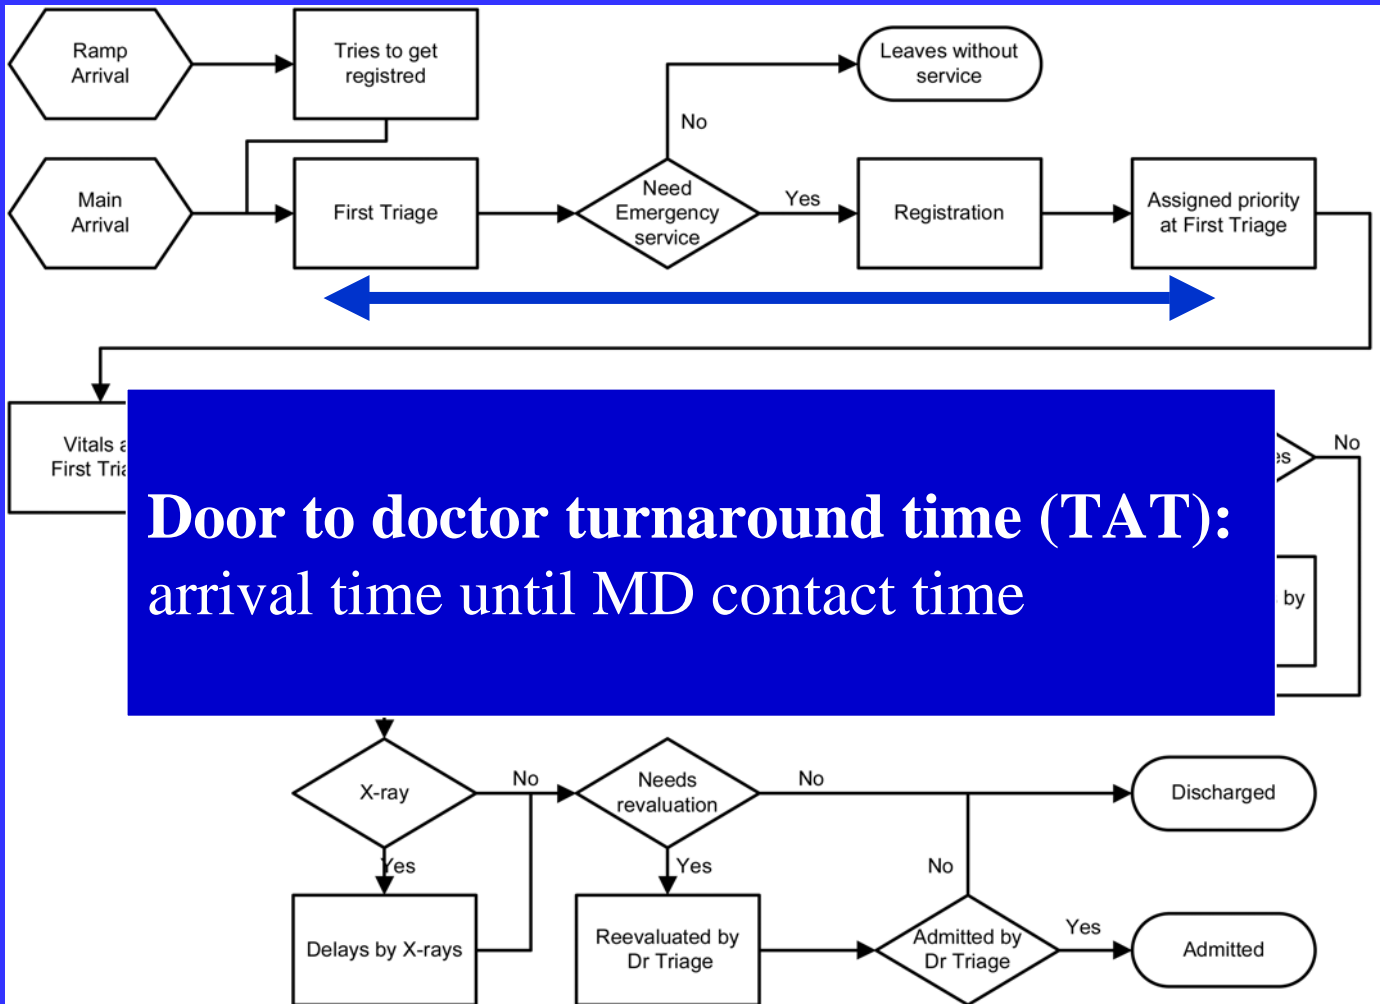 Ramp
Arrival
Tries to get
registred
Leaves without
service
No
Main
Arrival
First Triage
Need
Emergency
service
Yes
Registration
Assigned priority
at First Triage
Vitals
First
No
Door to doctor turnaround time (TAT):
arrival time until MD contact time
by
X-ray
No
Needs
revaluation
No
Discharged
Yes
Yes
No
Delays by X-rays
Reevaluated by
Dr Triage
Admitted by
Dr Triage
Yes
Admitted